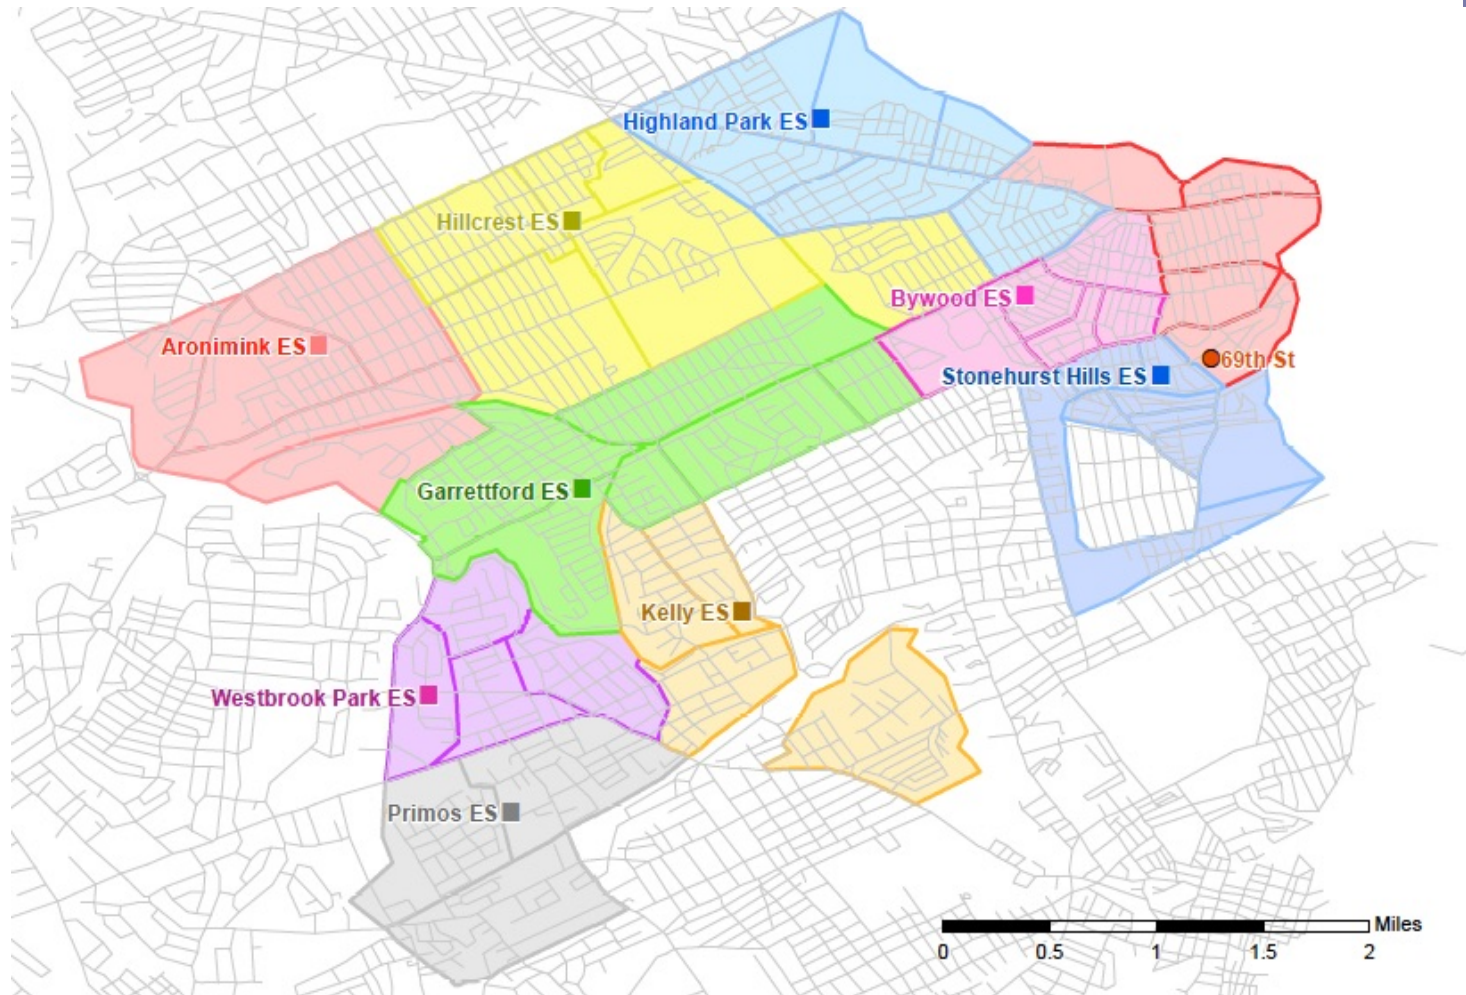 Highland Park ES
Hillcrest ES
Bywood ES
Aronimink ES
69th St
Stonehurst Hills ES
Garrettford ES
Kelly ES
Westbrook Park ES
Primos ES
Miles
0 0.5 1 1.5 2